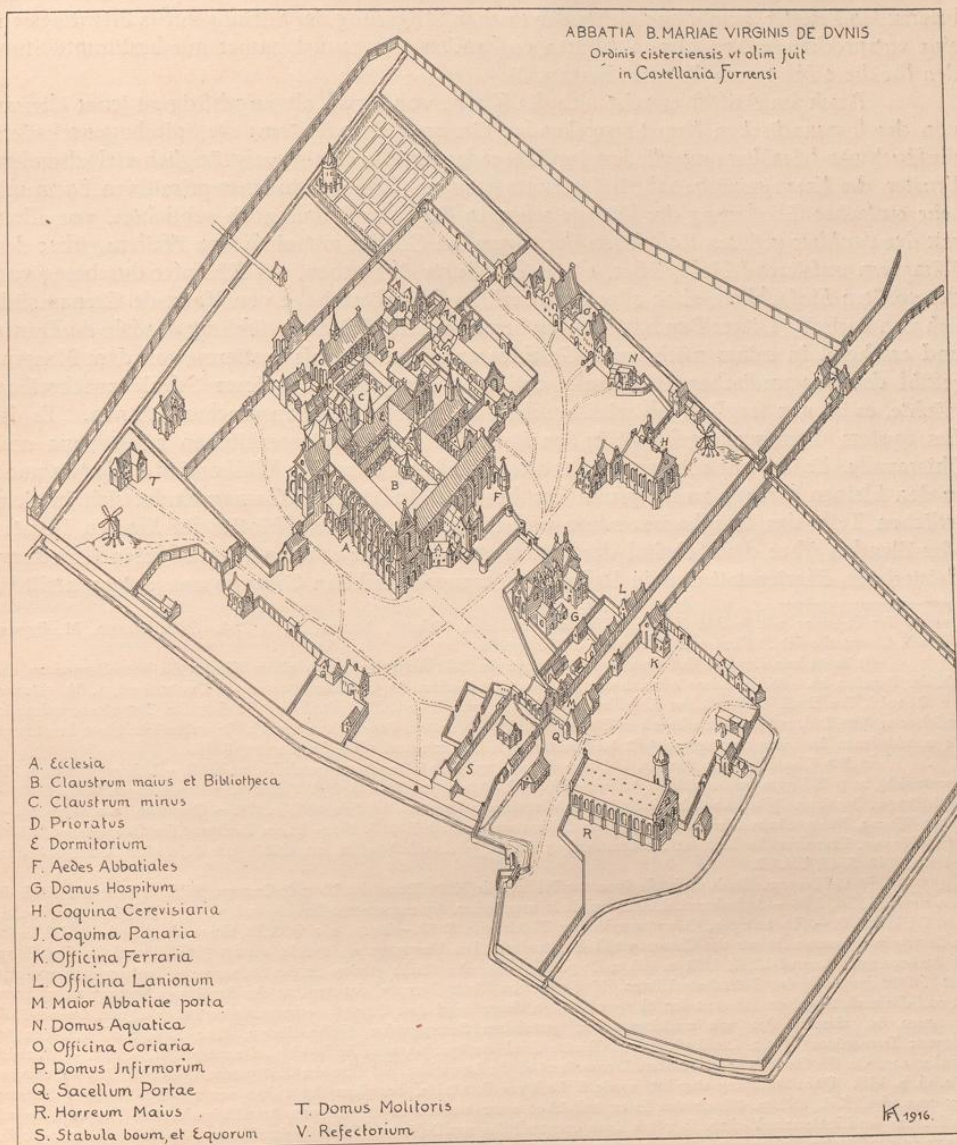 ABBATIA B. MARIAE VIRGINIS DE DVNIS
Ordinis cisterciensis vt olim fuit
in Castellania Furnensi
O
A
D
P
V
C
E
N
H
J
B
F
T
A
L
G
K
M
Q
S
R
A. Ecclesia
B. Claustrum maius et Bibliotheca
C. Claustrum minus
D. Prioratus
E. Dormitorium
F. Aedes Abbatiales
G. Domus Hospitum
H. Coquina Cerevisiaria
J. Coquina Panaria
K. Officina Ferraria
L. Officina Lanionum
M. Maior Abbatiae porta
N. Domus Aquatica
O. Officina Coriaria
P. Domus Infirmorum
Q. Sacellum Portae
R. Horreum Maius
S. Stabula boum, et Equorum
T. Domus Molitoris
V. Refectorium
1916.